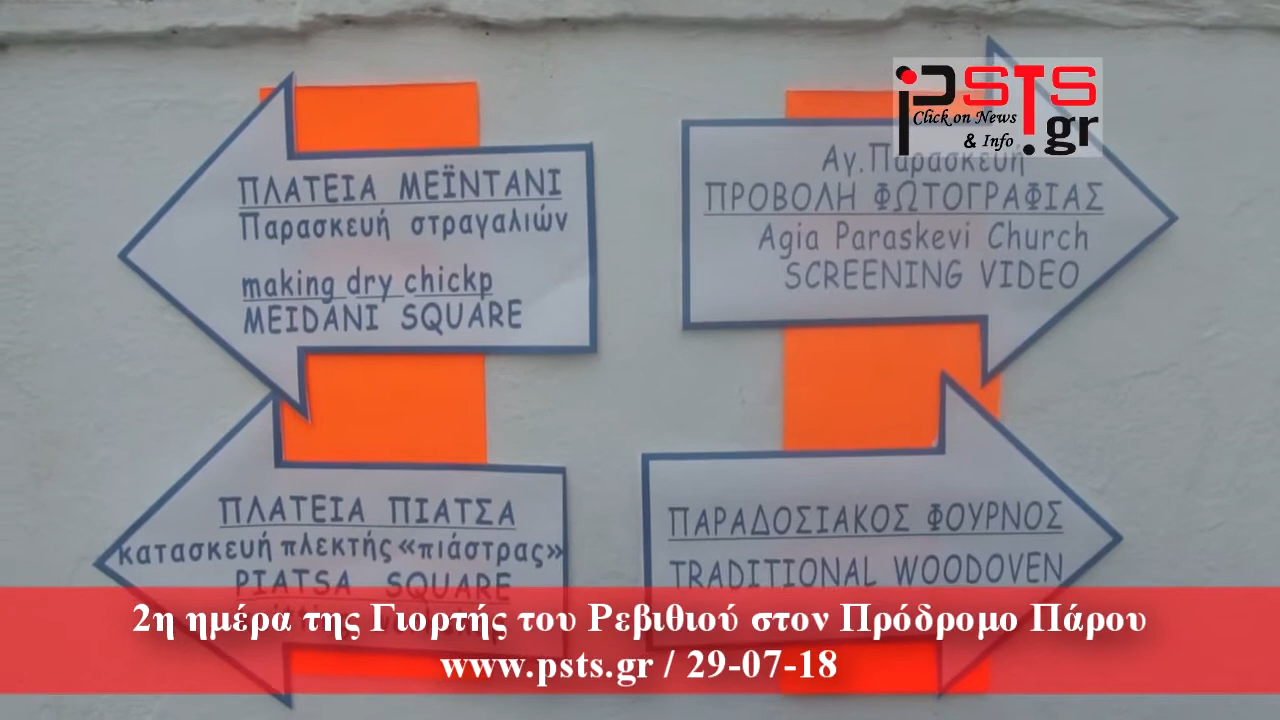 psts.gr
Click on News
& Info
ΠΛΑΤΕΙΑ ΜΕΪΝΤΑΝΙ
Παρασκευή στραγαλιών
making dry chickp
MEIDANI SQUARE
Αγ.Παρασκευή
ΠΡΟΒΟΛΗ ΦΩΤΟΓΡΑΦΙΑΣ
Agia Paraskevi Church
SCREENING VIDEO
ΠΛΑΤΕΙΑ ΠΙΑΤΣΑ
κατασκευή πλεκτής «πιάστρας»
PIATSA SQUARE
ΠΑΡΑΔΟΣΙΑΚΟΣ ΦΟΥΡΝΟΣ
TRADITIONAL WOODOVEN
2η ημέρα της Γιορτής του Ρεβιθιού στον Πρόδρομο Πάρου
www.psts.gr / 29-07-18